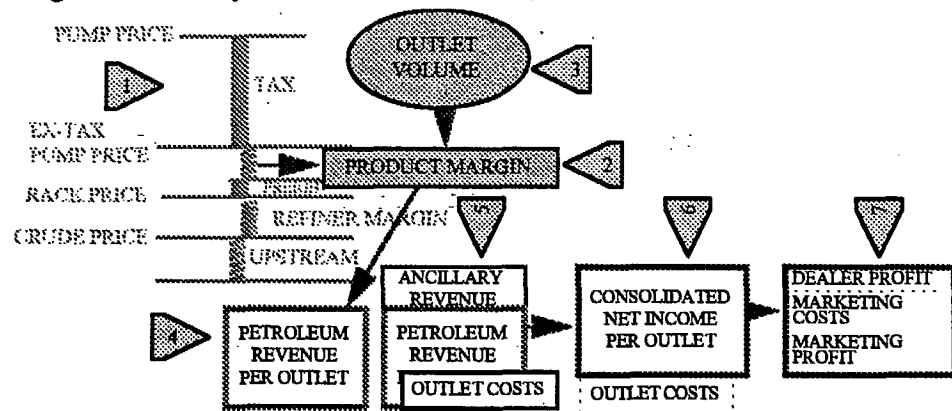 PUMP PRICE
OUTLET
VOLUME
3
1
TAX
EX-TAX
PUMP PRICE
PRODUCT MARGIN
2
RACK PRICE
REFINER MARGIN
5
6
CRUDE PRICE
UPSTREAM
ANCILLARY
REVENUE
CONSOLIDATED
NET INCOME
PER OUTLET
DEALER PROFIT
MARKETING
COSTS
MARKETING
PROFIT
4
PETROLEUM
REVENUE
PER OUTLET
PETROLEUM
REVENUE
OUTLET COSTS
OUTLET COSTS